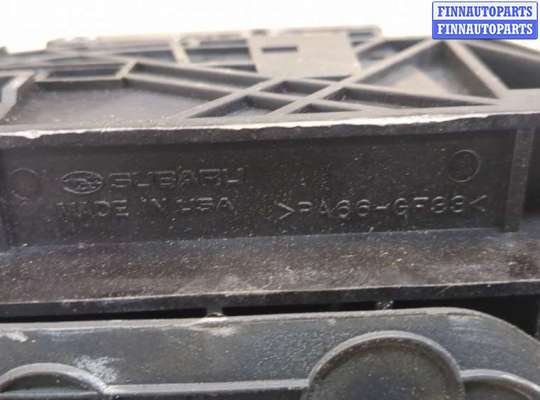 FINNAUTOPARTS
FINNAUTOPARTS
SUBARU
MADE IN USA
>PA66-GF33<